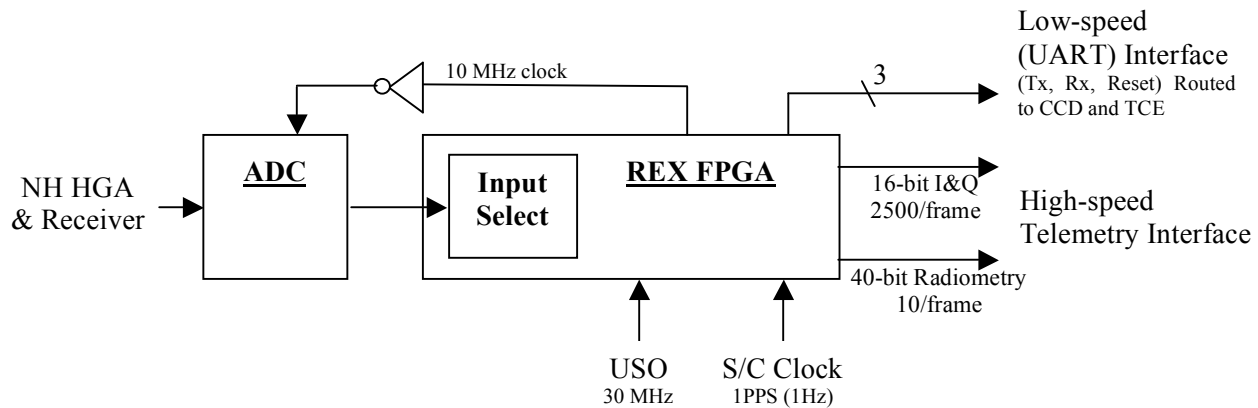 Low-speed
(UART) Interface
(Tx, Rx, Reset) Routed
to CCD and TCE
3
10 MHz clock
NH HGA
& Receiver
ADC
Input
Select
REX FPGA
16-bit I&Q
2500/frame
High-speed
Telemetry Interface
40-bit Radiometry
10/frame
USO
30 MHz
S/C Clock
1PPS (1Hz)